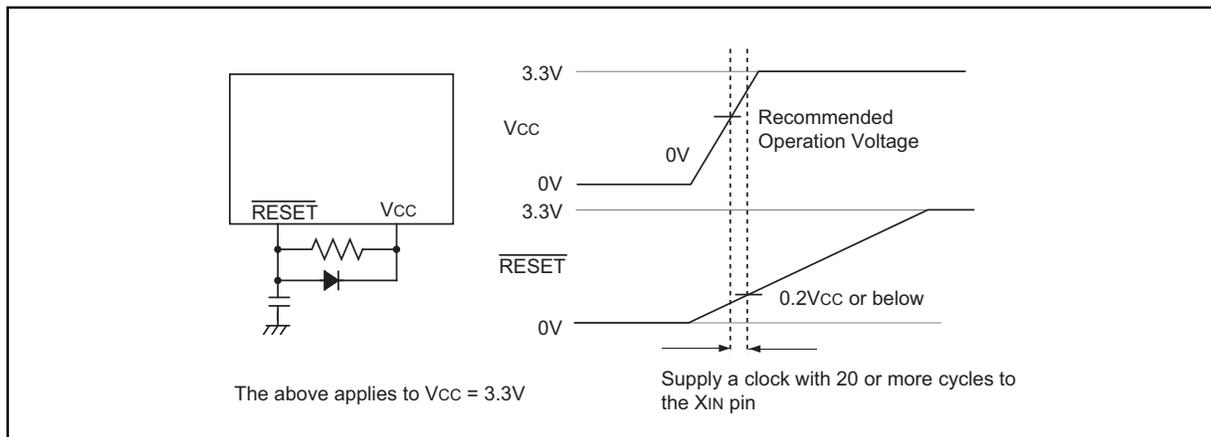 RESET
VCC
The above applies to VCC = 3.3V
3.3V
VCC
0V
0V
Recommended
Operation Voltage
3.3V
RESET
0V
0.2VCC or below
Supply a clock with 20 or more cycles to
the XIN pin